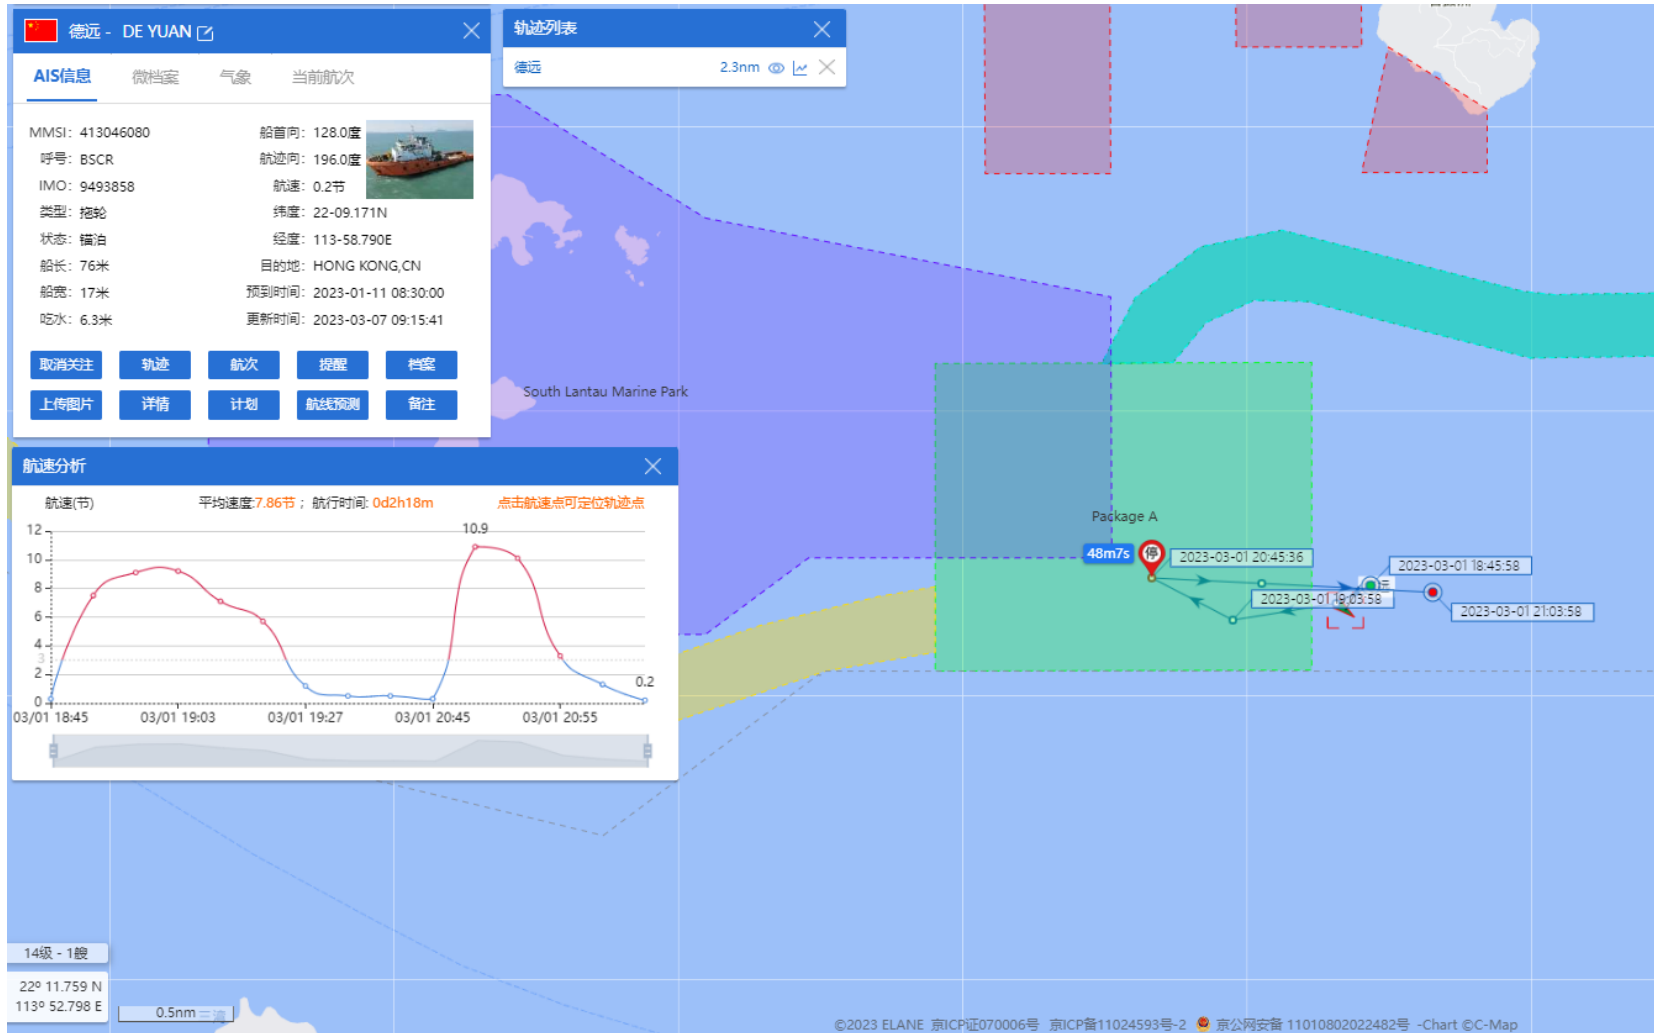 德远 - DE YUAN
AIS信息 微档案 气象 当前航次
MMSI: 413046080 船首向: 128.0度
呼号: BSCR 航迹向: 196.0度
IMO: 9493858 航速: 0.2节
类型: 拖轮 纬度: 22-09.171N
状态: 锚泊 经度: 113-58.790E
船长: 76米 目的地: HONG KONG,CN
船宽: 17米 预到时间: 2023-01-11 08:30:00
吃水: 6.3米 更新时间: 2023-03-07 09:15:41
取消关注 轨迹 航次 提醒 档案
上传图片 详情 计划 航线预测 备注
轨迹列表
德远 2.3nm
South Lantau Marine Park
航速分析
航速(节) 平均速度:7.86节 ; 航行时间: 0d2h18m 点击航速点可定位轨迹点
12
10
8
6
4
3
2
0
10.9
0.2
03/01 18:45 03/01 19:03 03/01 19:27 03/01 20:45 03/01 20:55
Package A
48m7s 停 2023-03-01 20:45:36
2023-03-01 18:45:58
2023-03-01 19:03:58
2023-03-01 21:03:58
14级 - 1艘
22º 11.759 N
113º 52.798 E
0.5nm
©2023 ELANE 京ICP证070006号 京ICP备11024593号-2 京公网安备 11010802022482号 -Chart ©C-Map